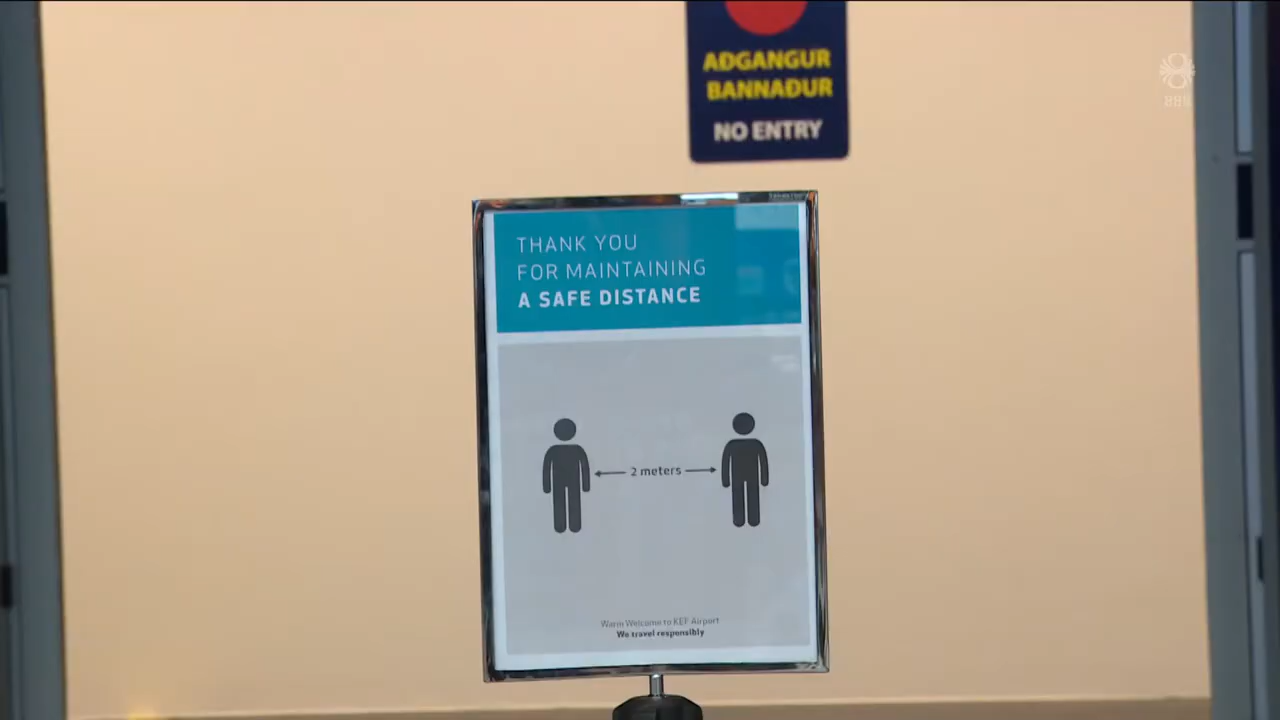 AÐGANGUR
BANNAÐUR
NO ENTRY
THANK YOU
FOR MAINTAINING
A SAFE DISTANCE
2 meters
Warm Welcome to KEF Airport
We travel responsibly